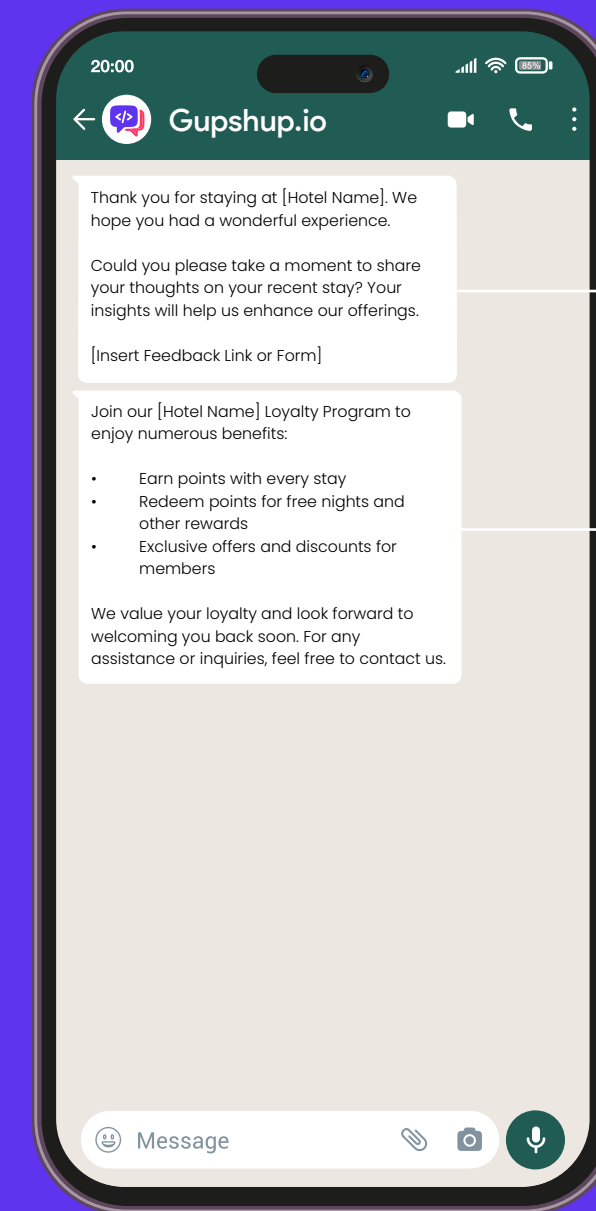 20:00
85%
</>
Gupshup.io
Thank you for staying at [Hotel Name]. We
hope you had a wonderful experience.
Could you please take a moment to share
your thoughts on your recent stay? Your
insights will help us enhance our offerings.
[Insert Feedback Link or Form]
Join our [Hotel Name] Loyalty Program to
enjoy numerous benefits:
• Earn points with every stay
• Redeem points for free nights and
other rewards
• Exclusive offers and discounts for
members
We value your loyalty and look forward to
welcoming you back soon. For any
assistance or inquiries, feel free to contact us.
Message